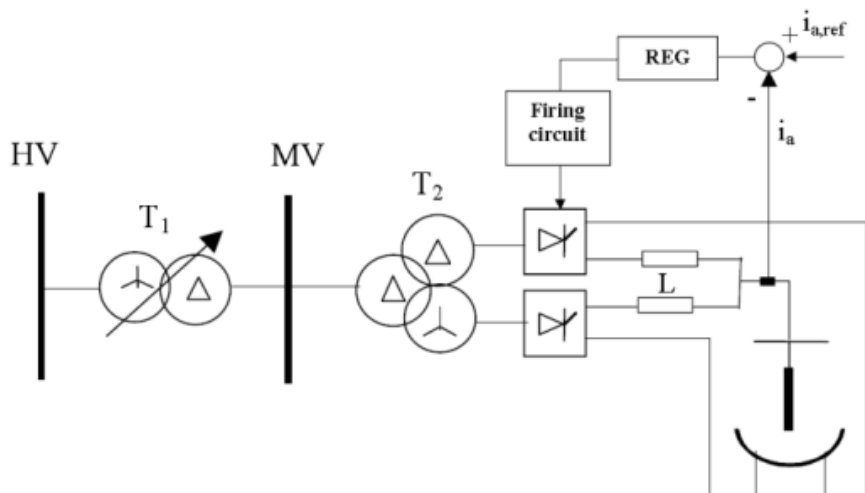 i_a,ref
+
REG
-
Firing
circuit
i_a
HV
MV
T_1
T_2
L